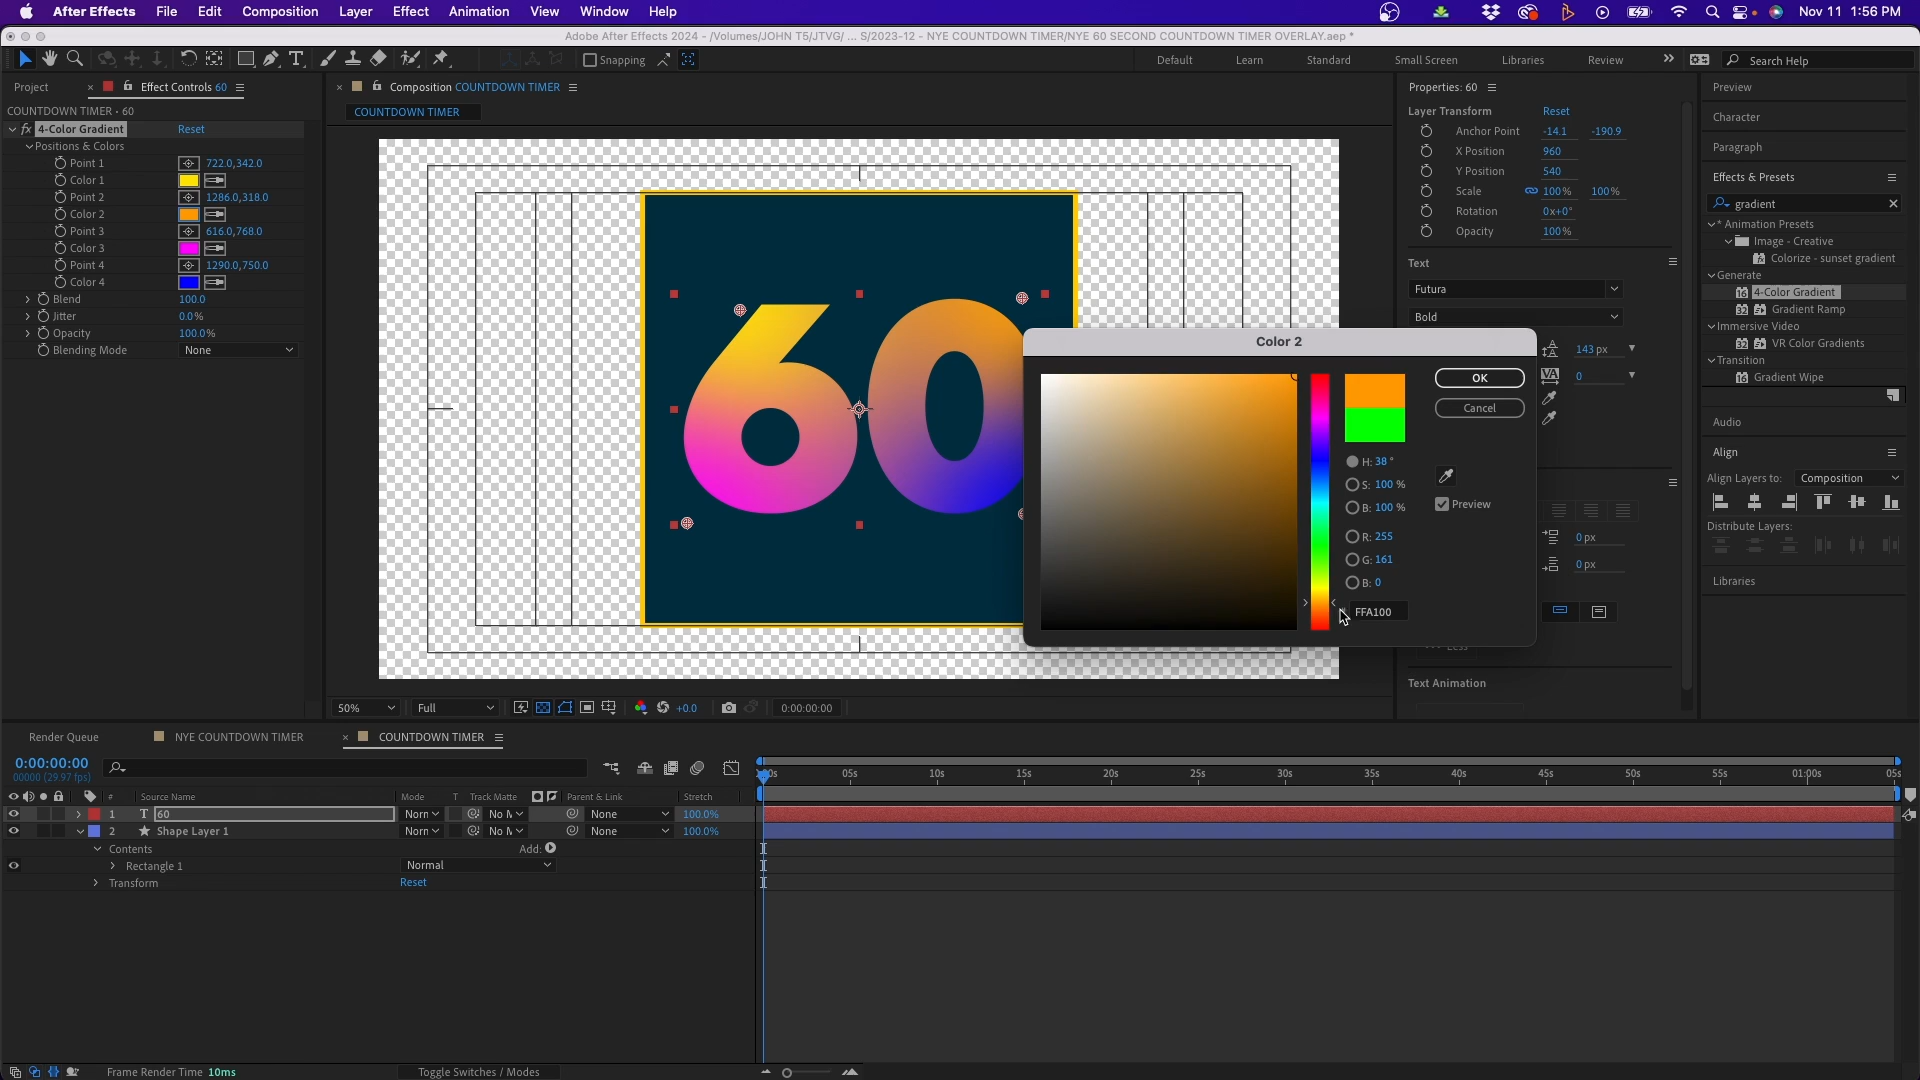 After Effects File Edit Composition Layer Effect Animation View Window Help Nov 11 1:56 PM
Adobe After Effects 2024 - /Volumes/JOHN T5/JTVG/ ... S/2023-12 - NYE COUNTDOWN TIMER/NYE 60 SECOND COUNTDOWN TIMER OVERLAY.aep *
Snapping Default Learn Standard Small Screen Libraries Review Search Help
Project Effect Controls 60
COUNTDOWN TIMER • 60
fx 4-Color Gradient Reset
Positions & Colors
Point 1 722.0,342.0
Color 1
Point 2 1286.0,318.0
Color 2
Point 3 616.0,768.0
Color 3
Point 4 1290.0,750.0
Color 4
Blend 100.0
Jitter 0.0%
Opacity 100.0%
Blending Mode None
Composition COUNTDOWN TIMER
COUNTDOWN TIMER
60
50% Full +0.0 0:00:00:00
Color 2
OK
Cancel
H: 38 °
S: 100 %
B: 100 %
Preview
R: 255
G: 161
B: 0
FFA100
Properties: 60
Layer Transform Reset
Anchor Point -14.1 -190.9
X Position 960
Y Position 540
Scale 100% 100%
Rotation 0x+0°
Opacity 100%
Text
Futura
Bold
143 px
0
0 px
0 px
Less
Text Animation
Preview
Character
Paragraph
Effects & Presets
gradient
* Animation Presets
Image - Creative
Colorize - sunset gradient
Generate
4-Color Gradient
Gradient Ramp
Immersive Video
VR Color Gradients
Transition
Gradient Wipe
Audio
Align
Align Layers to: Composition
Distribute Layers:
Libraries
Render Queue NYE COUNTDOWN TIMER COUNTDOWN TIMER
0:00:00:00
00000 (29.97 fps)
05s 10s 15s 20s 25s 30s 35s 40s 45s 50s 55s 01:00s 05s
# Source Name Mode T Track Matte Parent & Link Stretch
1 T 60 Norn No M None 100.0%
2 Shape Layer 1 Norn No M None 100.0%
Contents Add:
Rectangle 1 Normal
Transform Reset
Frame Render Time 10ms Toggle Switches / Modes